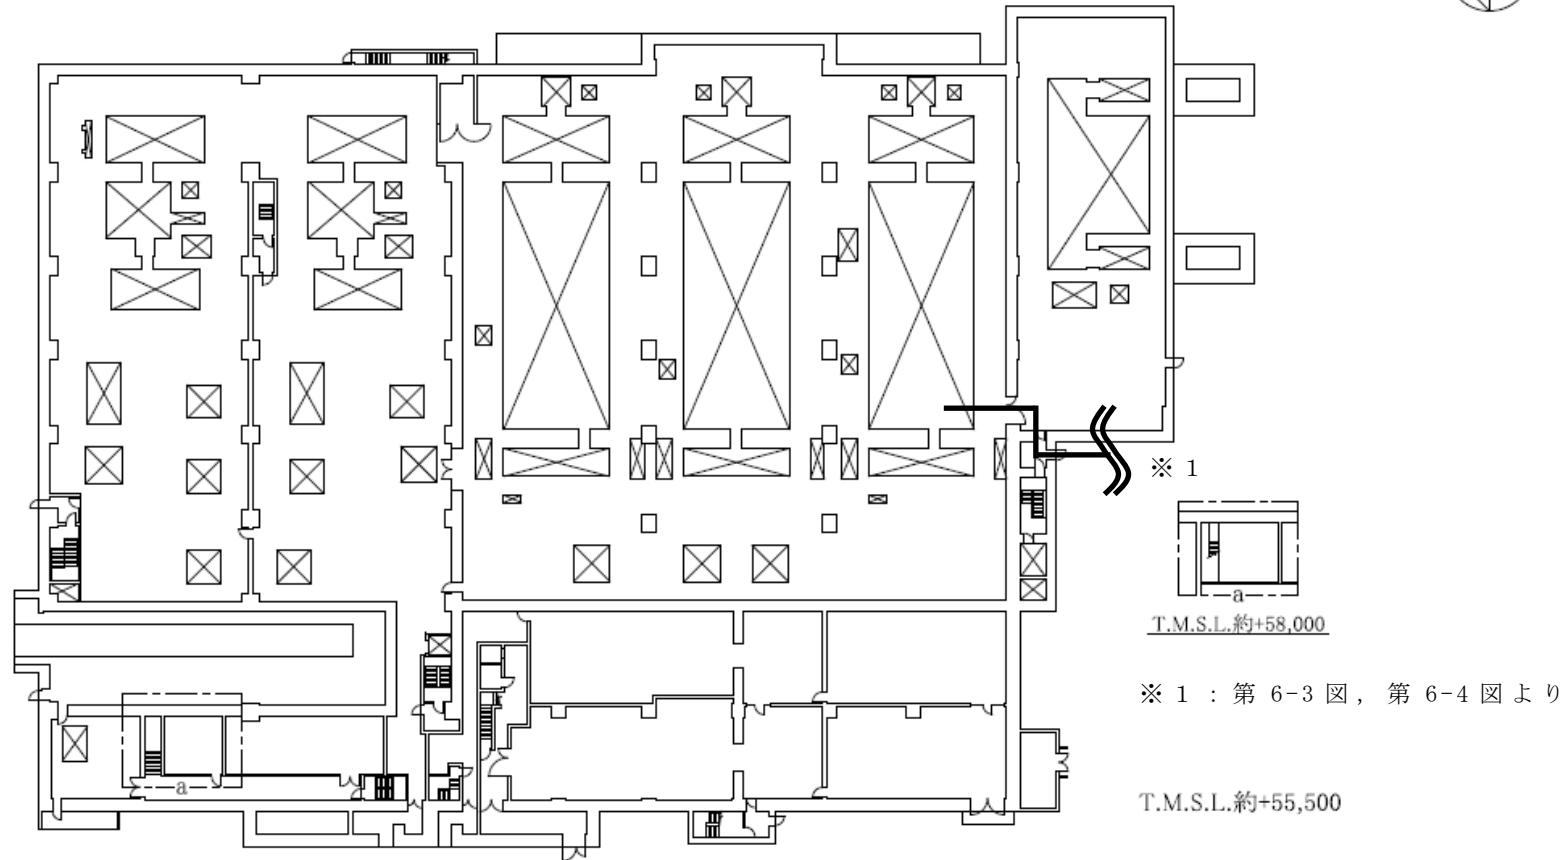 ※ 1
a
T.M.S.L.約+58,000
※ 1 : 第 6-3 図, 第 6-4 図より
a
T.M.S.L.約+55,500